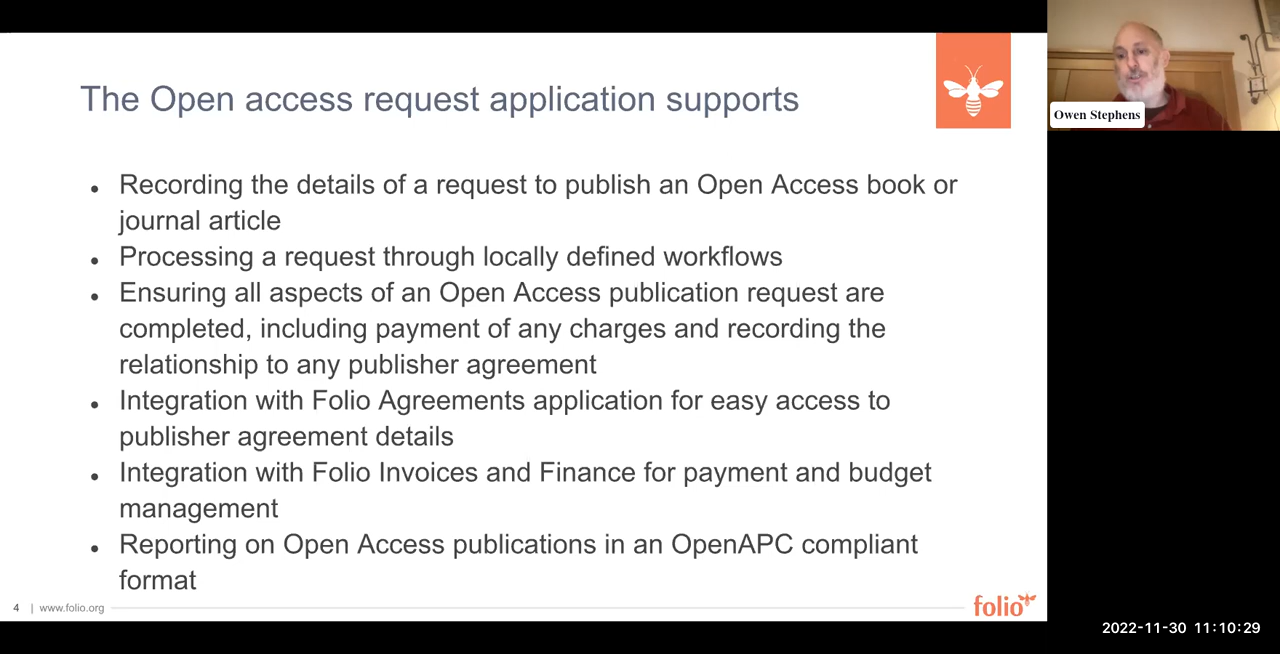 The Open access request application supports
Owen Stephens
• Recording the details of a request to publish an Open Access book or
journal article
• Processing a request through locally defined workflows
• Ensuring all aspects of an Open Access publication request are
completed, including payment of any charges and recording the
relationship to any publisher agreement
• Integration with Folio Agreements application for easy access to
publisher agreement details
• Integration with Folio Invoices and Finance for payment and budget
management
• Reporting on Open Access publications in an OpenAPC compliant
format
4 | www.folio.org
folio
2022-11-30 11:10:29